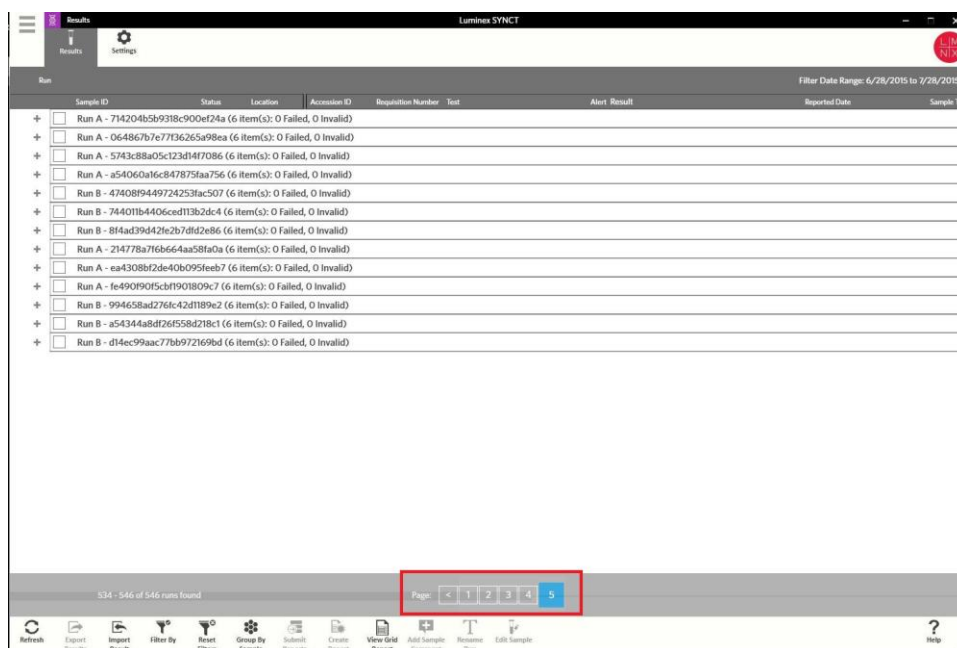 Results
Luminex SYNCT
Results
Settings
LUM
NIX
Run
Filter Date Range: 6/28/2015 to 7/28/201
Sample ID Status Location Accession ID Requisition Number Test Alert Result Reported Date Sample T
Run A - 714204b5b9318c900ef24a (6 item(s): 0 Failed, 0 Invalid)
Run A - 064867b7e77f36265a98ea (6 item(s): 0 Failed, 0 Invalid)
Run A - 5743c88a05c123d14f7086 (6 item(s): 0 Failed, 0 Invalid)
Run A - a54060a16c847875faa756 (6 item(s): 0 Failed, 0 Invalid)
Run B - 47408f9449724253fac507 (6 item(s): 0 Failed, 0 Invalid)
Run B - 744011b4406ced113b2dc4 (6 item(s): 0 Failed, 0 Invalid)
Run B - 8f4ad39d42fe2b7dfd2e86 (6 item(s): 0 Failed, 0 Invalid)
Run A - 214778a7f6b664aa58fa0a (6 item(s): 0 Failed, 0 Invalid)
Run A - ea4308bf2de40b095feeb7 (6 item(s): 0 Failed, 0 Invalid)
Run A - fe490f90f5cbf1901809c7 (6 item(s): 0 Failed, 0 Invalid)
Run B - 994658ad276fc42d1189e2 (6 item(s): 0 Failed, 0 Invalid)
Run B - a54344a8df26f558d218c1 (6 item(s): 0 Failed, 0 Invalid)
Run B - d14ec99aac77bb972169bd (6 item(s): 0 Failed, 0 Invalid)
534 - 546 of 546 runs found
Page: < 1 2 3 4 5
Refresh Export Import Filter By Reset Group By Submit Create View Grid Add Sample Rename Edit Sample Help